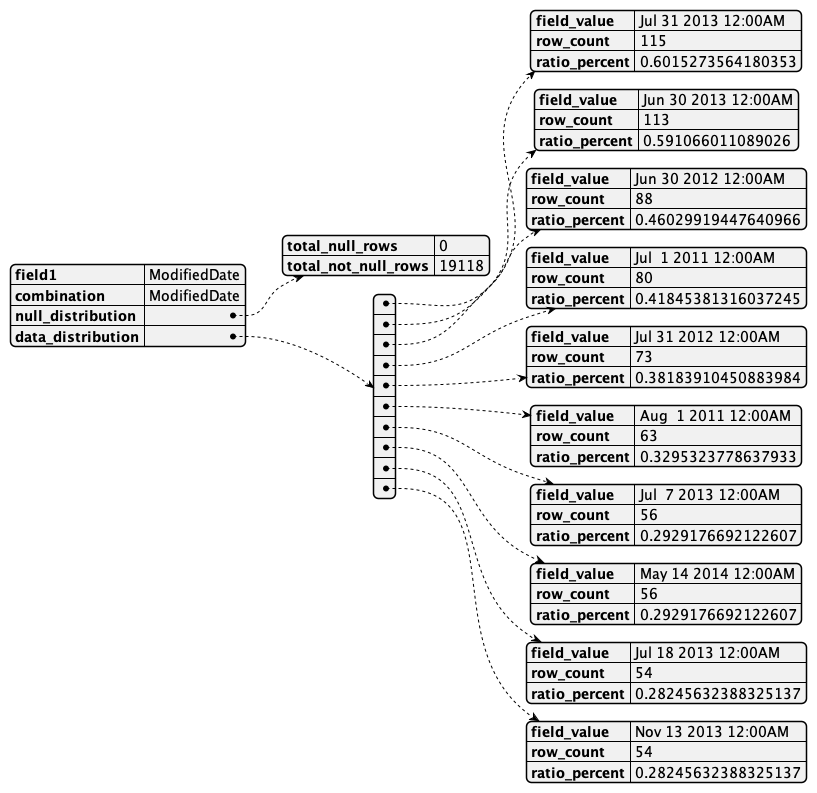 field1 ModifiedDate
combination ModifiedDate
null_distribution
data_distribution
total_null_rows 0
total_not_null_rows 19118
field_value Jul 31 2013 12:00AM
row_count 115
ratio_percent 0.6015273564180353
field_value Jun 30 2013 12:00AM
row_count 113
ratio_percent 0.591066011089026
field_value Jun 30 2012 12:00AM
row_count 88
ratio_percent 0.46029919447640966
field_value Jul  1 2011 12:00AM
row_count 80
ratio_percent 0.41845381316037245
field_value Jul 31 2012 12:00AM
row_count 73
ratio_percent 0.38183910450883984
field_value Aug  1 2011 12:00AM
row_count 63
ratio_percent 0.3295323778637933
field_value Jul  7 2013 12:00AM
row_count 56
ratio_percent 0.2929176692122607
field_value May 14 2014 12:00AM
row_count 56
ratio_percent 0.2929176692122607
field_value Jul 18 2013 12:00AM
row_count 54
ratio_percent 0.28245632388325137
field_value Nov 13 2013 12:00AM
row_count 54
ratio_percent 0.28245632388325137